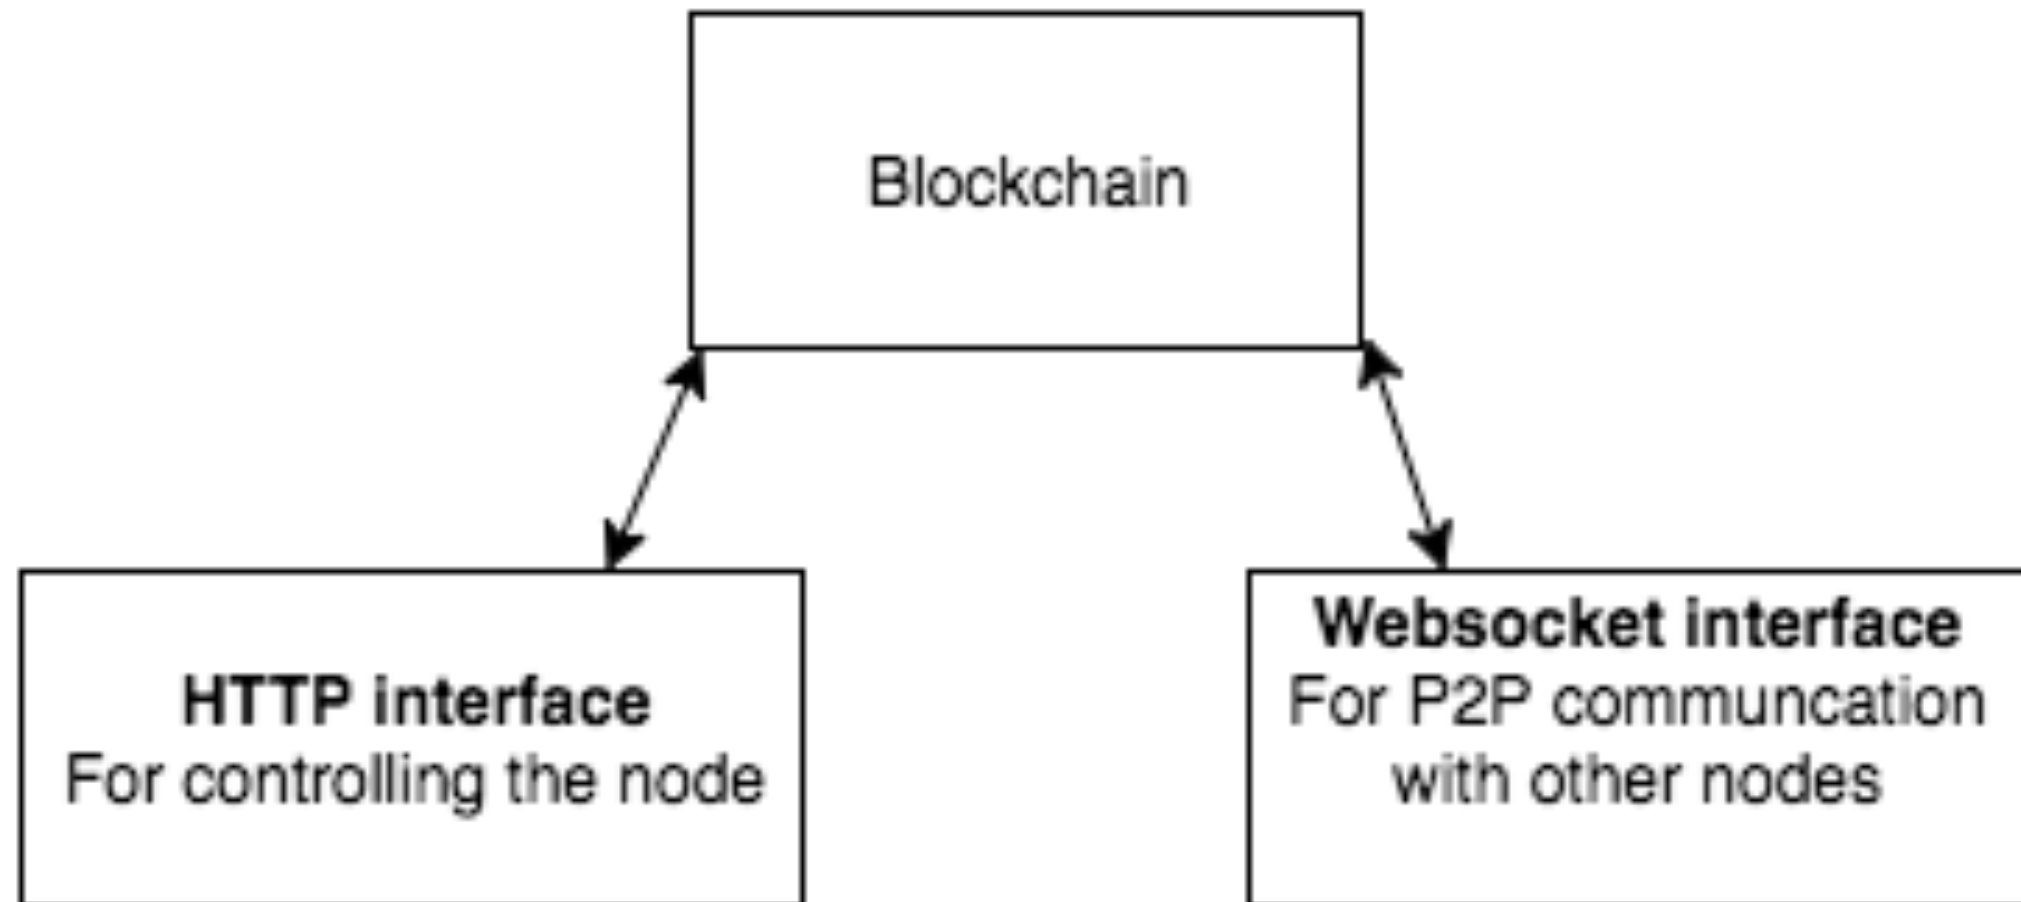 Blockchain
HTTP interface
For controlling the node
Websocket interface
For P2P communcation
with other nodes